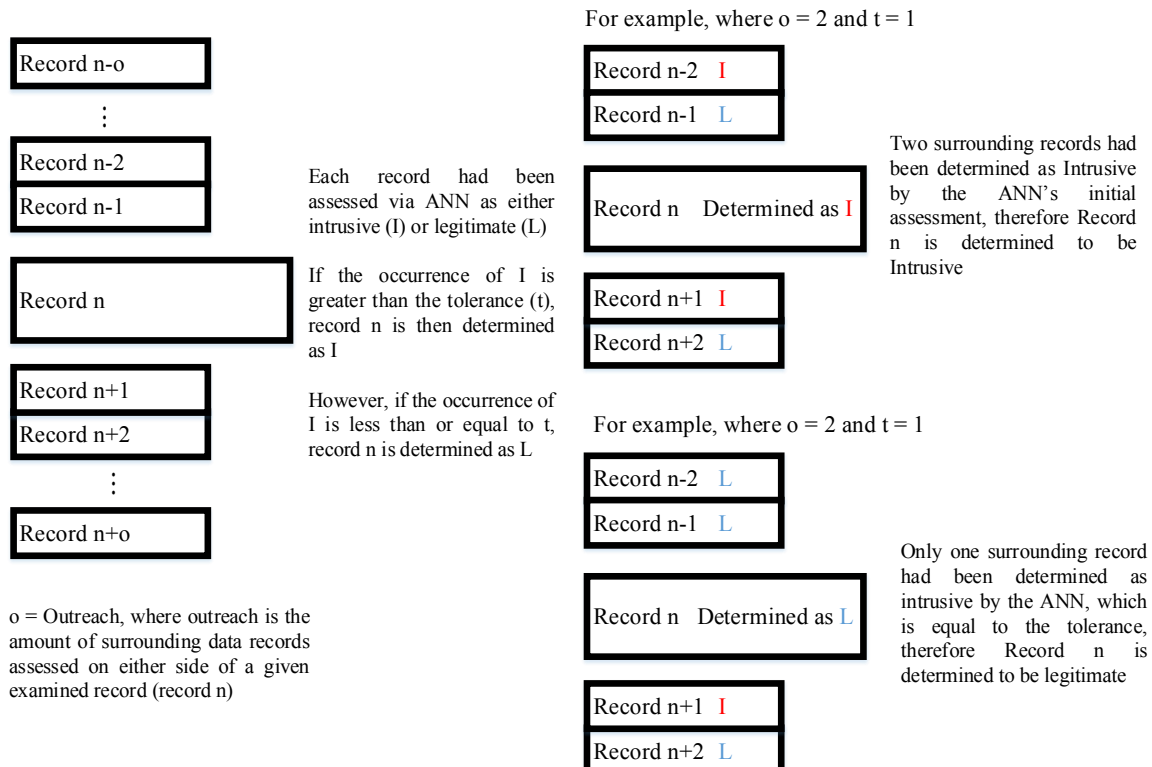 Record n-o
⋮
Record n-2
Record n-1
Record n
Record n+1
Record n+2
⋮
Record n+o
o = Outreach, where outreach is the
amount of surrounding data records
assessed on either side of a given
examined record (record n)
Each record had been
assessed via ANN as either
intrusive (I) or legitimate (L)
If the occurrence of I is
greater than the tolerance (t),
record n is then determined
as I
However, if the occurrence of
I is less than or equal to t,
record n is determined as L
For example, where o = 2 and t = 1
Record n-2 I
Record n-1 L
Record n Determined as I
Record n+1 I
Record n+2 L
Two surrounding records had
been determined as Intrusive
by the ANN’s initial
assessment, therefore Record
n is determined to be
Intrusive
For example, where o = 2 and t = 1
Record n-2 L
Record n-1 L
Record n Determined as L
Record n+1 I
Record n+2 L
Only one surrounding record
had been determined as
intrusive by the ANN, which
is equal to the tolerance,
therefore Record n is
determined to be legitimate